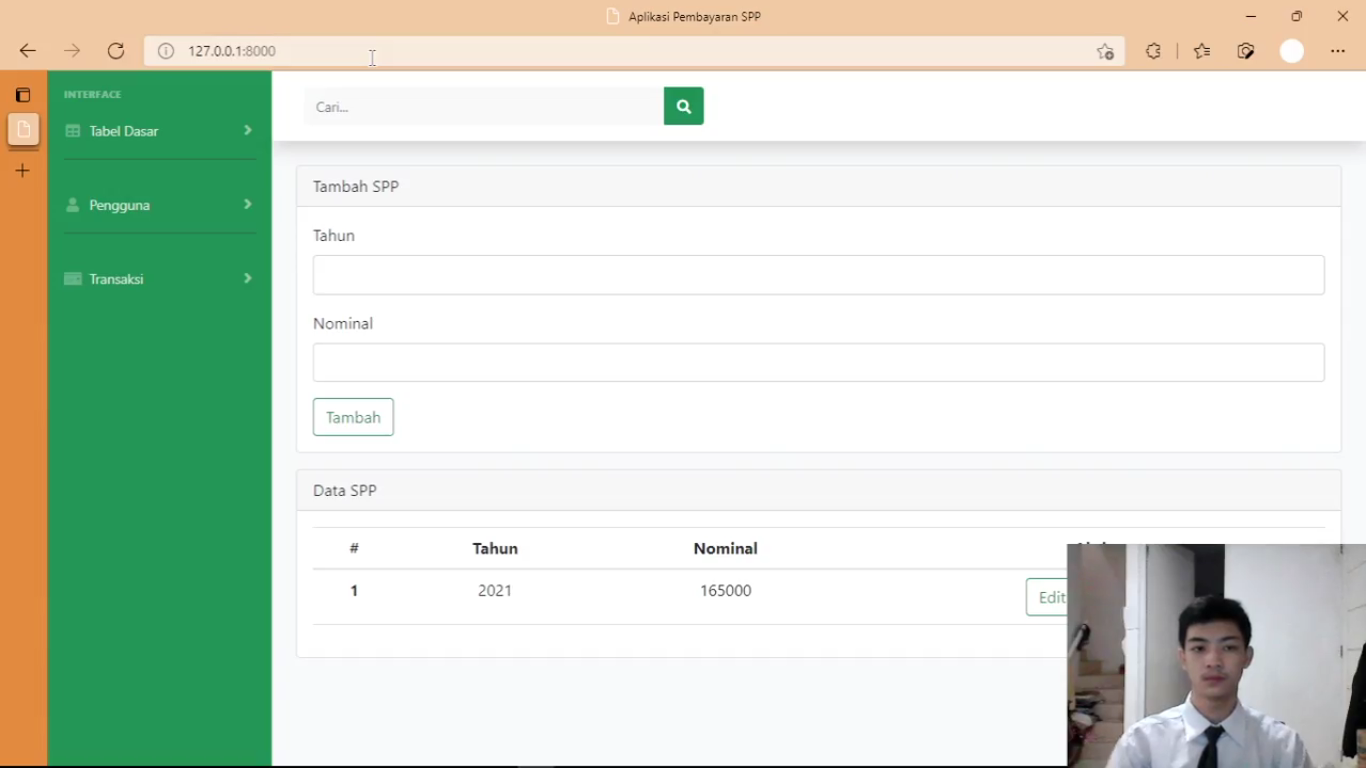 Aplikasi Pembayaran SPP
127.0.0.1:8000
INTERFACE
Tabel Dasar
Pengguna
Transaksi
Cari...
Tambah SPP
Tahun
Nominal
Tambah
Data SPP
# Tahun Nominal
1 2021 165000 Edit